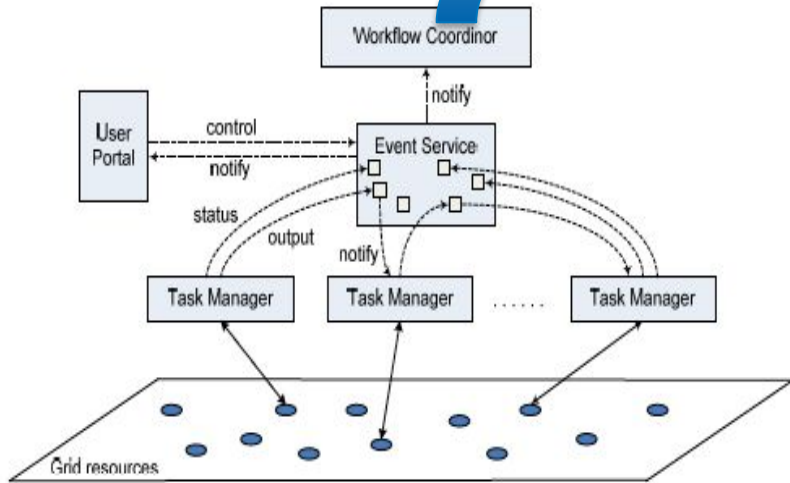 Workflow Coordinor
notify
User
Portal
control
notify
Event Service
status
output
notify
Task Manager
Task Manager
......
Task Manager
Grid resources